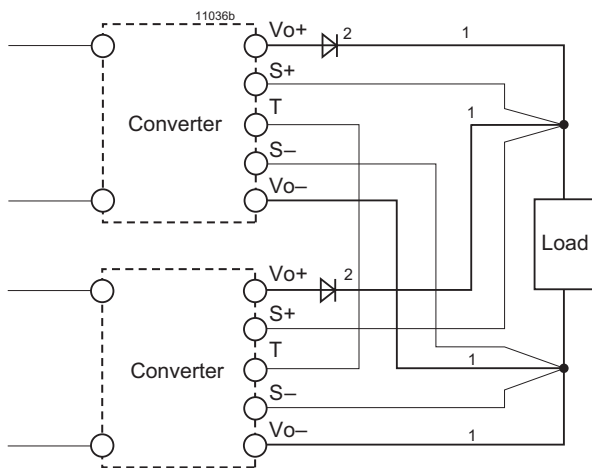 11036b
Vo+
2
1
S+
T
1
Converter
S–
Vo–
Load
Vo+
2
S+
T
Converter
1
S–
1
Vo–